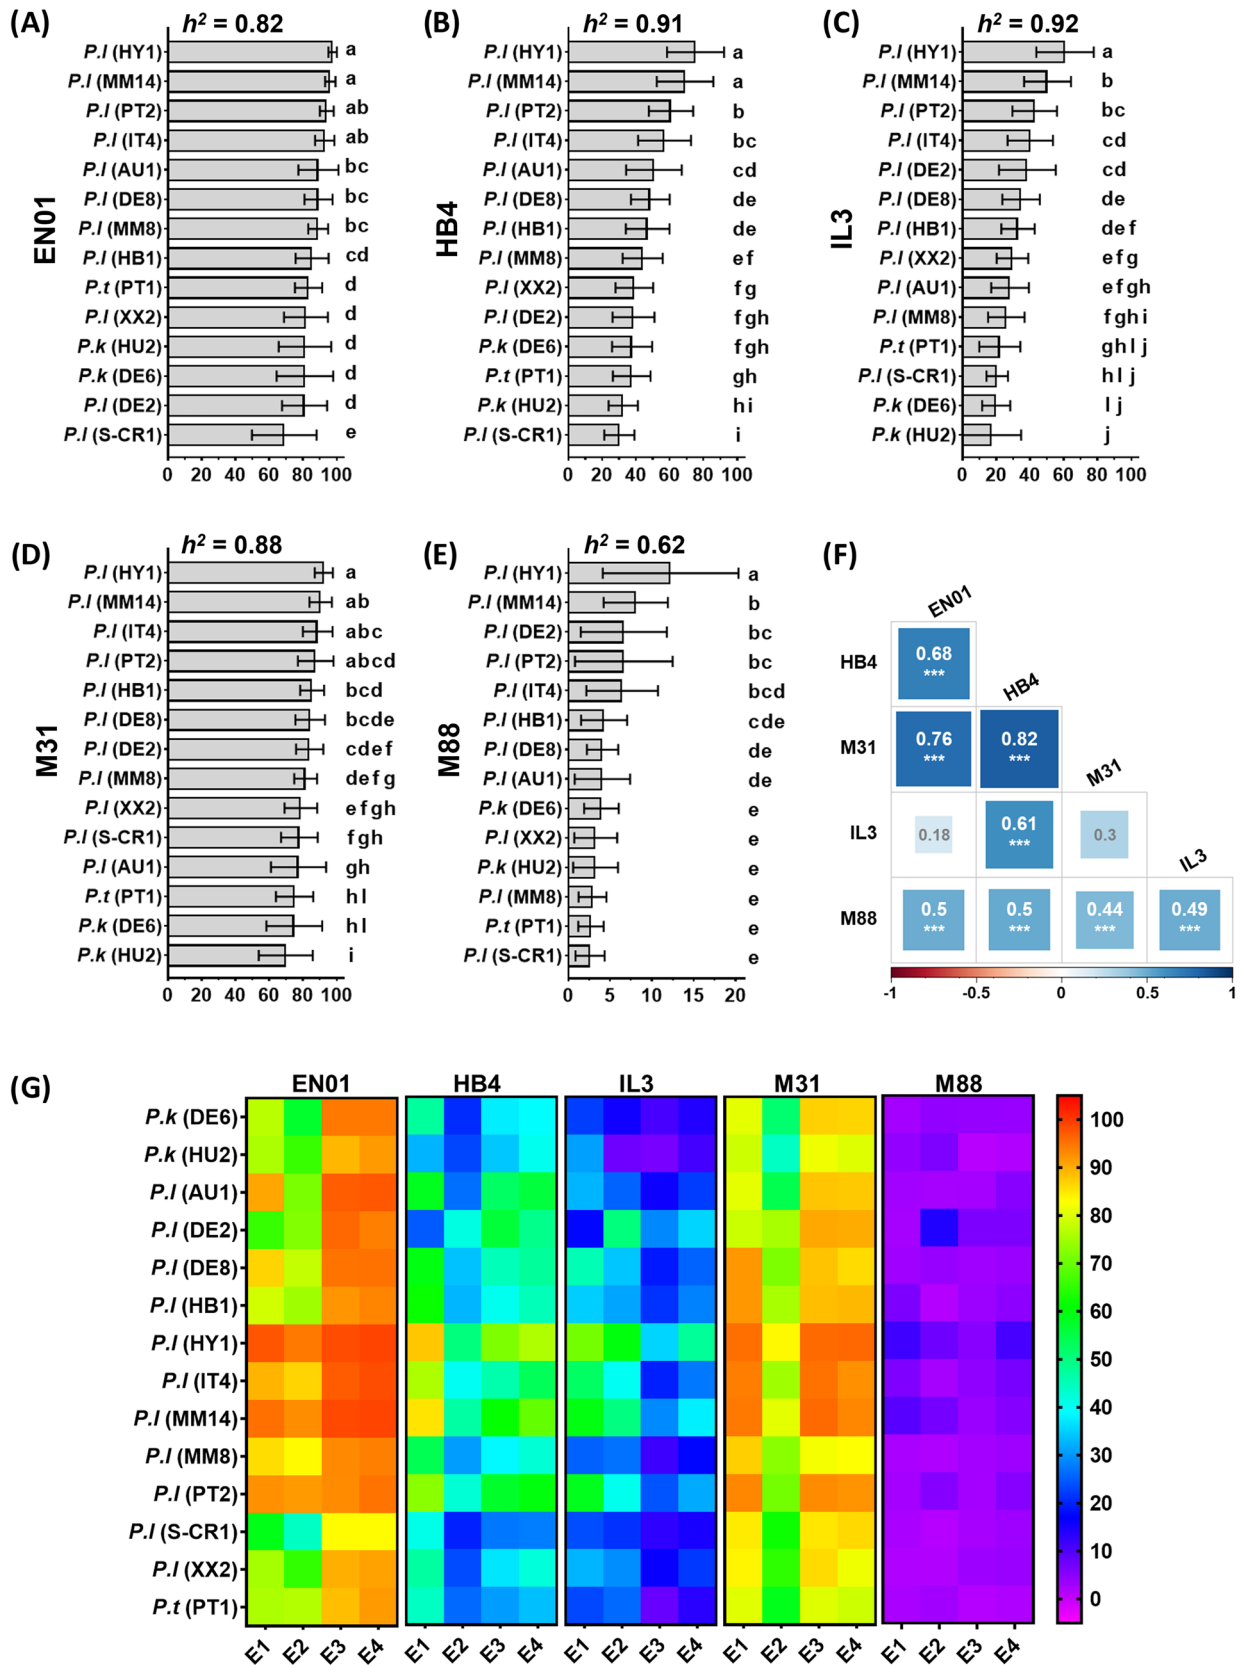 (A)
h² = 0.82
EN01
P.l (HY1) a
P.l (MM14) a
P.l (PT2) ab
P.l (IT4) ab
P.l (AU1) bc
P.l (DE8) bc
P.l (MM8) bc
P.l (HB1) cd
P.t (PT1) d
P.l (XX2) d
P.k (HU2) d
P.k (DE6) d
P.l (DE2) d
P.l (S-CR1) e
0 20 40 60 80 100
(B)
h² = 0.91
HB4
P.l (HY1) a
P.l (MM14) a
P.l (PT2) b
P.l (IT4) bc
P.l (AU1) cd
P.l (DE8) de
P.l (HB1) de
P.l (MM8) ef
P.l (XX2) fg
P.l (DE2) fgh
P.k (DE6) fgh
P.t (PT1) gh
P.k (HU2) hi
P.l (S-CR1) i
0 20 40 60 80 100
(C)
h² = 0.92
IL3
P.l (HY1) a
P.l (MM14) b
P.l (PT2) bc
P.l (IT4) cd
P.l (DE2) cd
P.l (DE8) de
P.l (HB1) def
P.l (XX2) efg
P.l (AU1) efgh
P.l (MM8) fghi
P.t (PT1) ghlj
P.l (S-CR1) hlj
P.k (DE6) lj
P.k (HU2) j
0 20 40 60 80 100
(D)
h² = 0.88
M31
P.l (HY1) a
P.l (MM14) ab
P.l (IT4) abc
P.l (PT2) abcd
P.l (HB1) bcd
P.l (DE8) bcde
P.l (DE2) cdef
P.l (MM8) defg
P.l (XX2) efgh
P.l (S-CR1) fgh
P.l (AU1) gh
P.t (PT1) hl
P.k (DE6) hl
P.k (HU2) i
0 20 40 60 80 100
(E)
h² = 0.62
M88
P.l (HY1) a
P.l (MM14) b
P.l (DE2) bc
P.l (PT2) bc
P.l (IT4) bcd
P.l (HB1) cde
P.l (DE8) de
P.l (AU1) de
P.k (DE6) e
P.l (XX2) e
P.k (HU2) e
P.l (MM8) e
P.t (PT1) e
P.l (S-CR1) e
0 5 10 15 20
(F)
EN01
HB4 0.68 HB4
***
M31 0.76 0.82 M31
*** ***
IL3 0.18 0.61 0.3 IL3
***
M88 0.5 0.5 0.44 0.49
*** *** *** ***
-1 -0.5 0 0.5 1
(G)
EN01 HB4 IL3 M31 M88
P.k (DE6)
P.k (HU2)
P.l (AU1)
P.l (DE2)
P.l (DE8)
P.l (HB1)
P.l (HY1)
P.l (IT4)
P.l (MM14)
P.l (MM8)
P.l (PT2)
P.l (S-CR1)
P.l (XX2)
P.t (PT1)
E1 E2 E3 E4 E1 E2 E3 E4 E1 E2 E3 E4 E1 E2 E3 E4 E1 E2 E3 E4
100
90
80
70
60
50
40
30
20
10
0